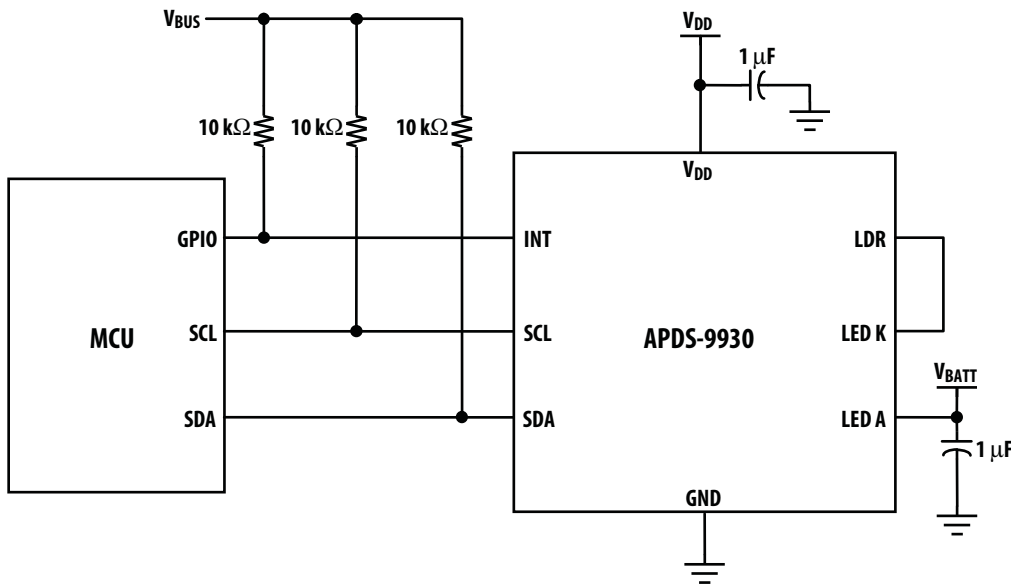 VBUS
VDD
1 μF
10 kΩ 10 kΩ 10 kΩ
VDD
GPIO
INT
LDR
MCU
SCL
SCL
APDS-9930
LED K
VBATT
SDA
SDA
LED A
1 μF
GND